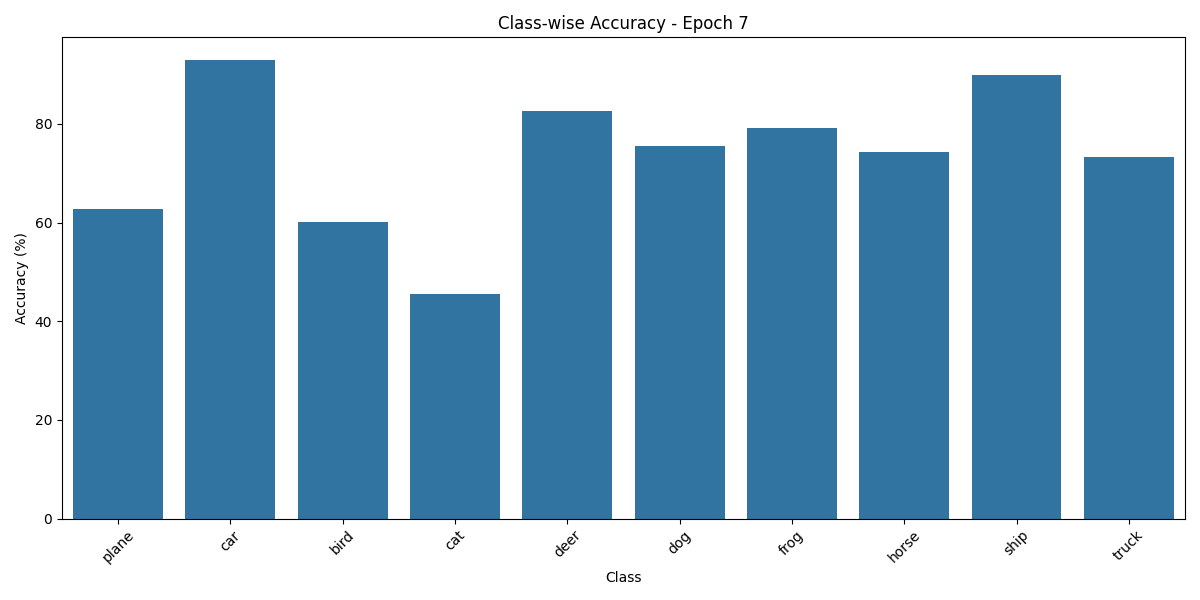 Class-wise Accuracy - Epoch 7
Accuracy (%)
80
60
40
20
0
plane
car
bird
cat
deer
dog
frog
horse
ship
truck
Class